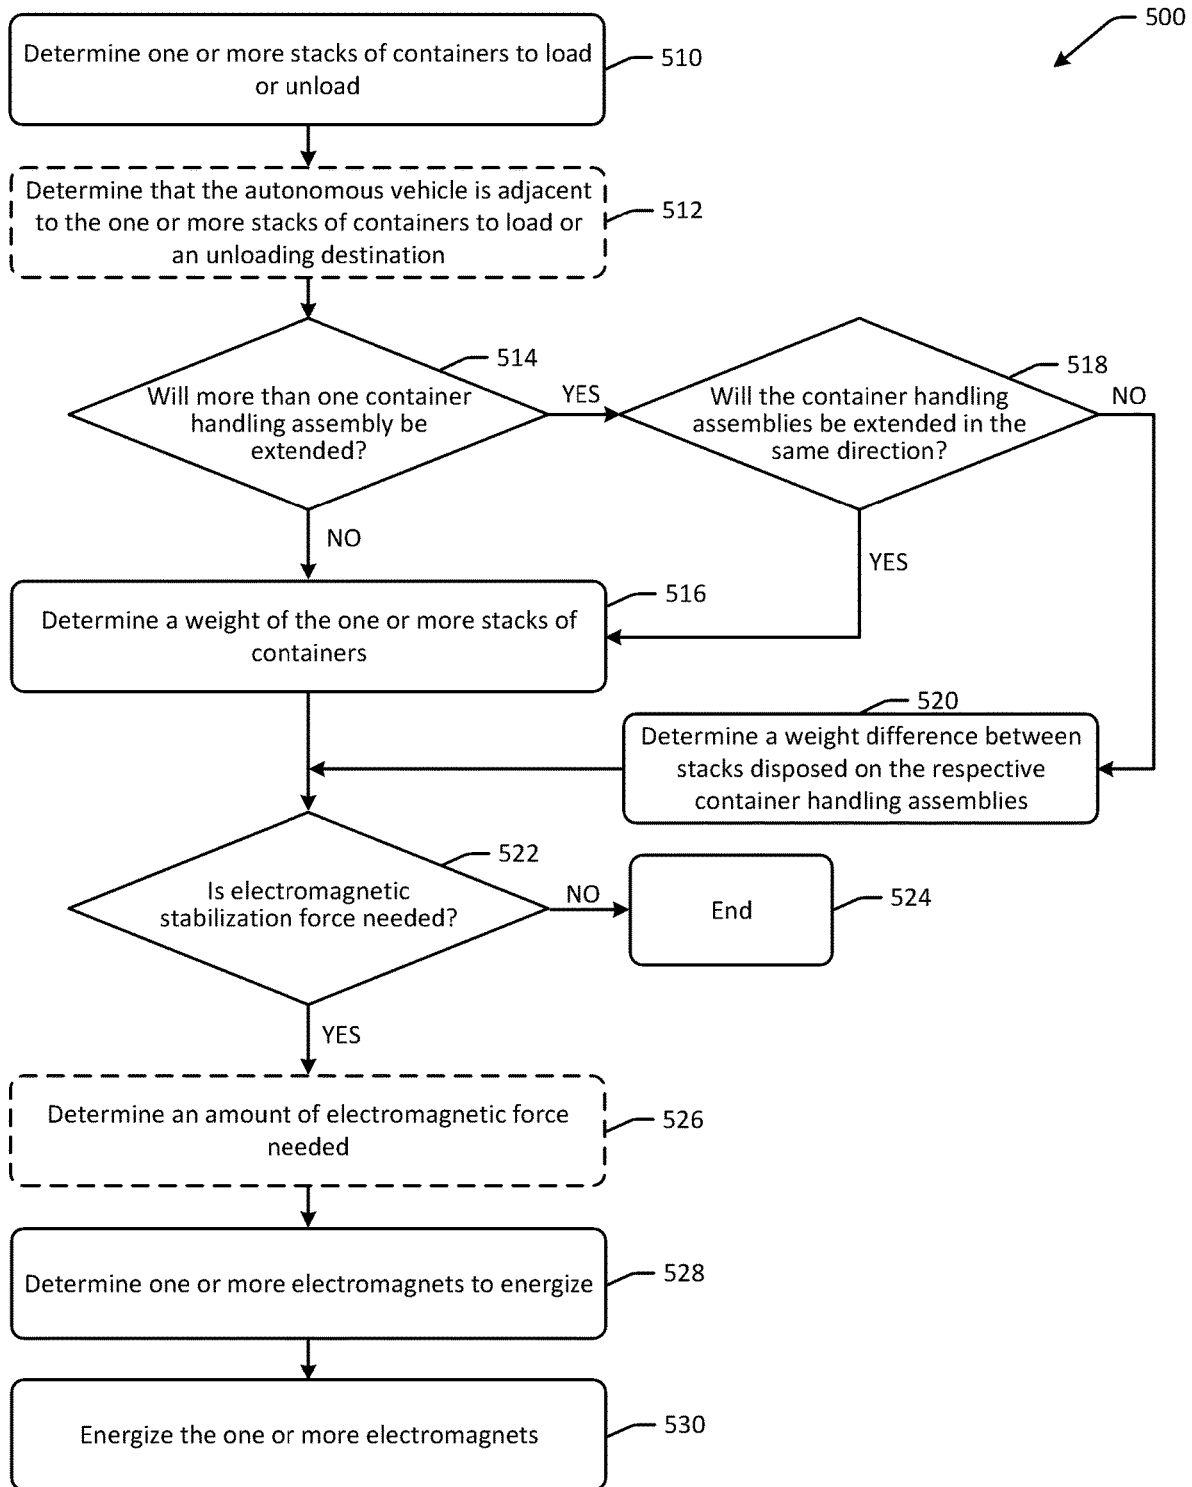 500
Determine one or more stacks of containers to load
or unload
510
Determine that the autonomous vehicle is adjacent
to the one or more stacks of containers to load or
an unloading destination
512
Will more than one container
handling assembly be
extended?
514
YES
Will the container handling
assemblies be extended in the
same direction?
518
NO
NO
YES
Determine a weight of the one or more stacks of
containers
516
520
Determine a weight difference between
stacks disposed on the respective
container handling assemblies
Is electromagnetic
stabilization force needed?
522
NO
End
524
YES
Determine an amount of electromagnetic force
needed
526
Determine one or more electromagnets to energize
528
Energize the one or more electromagnets
530